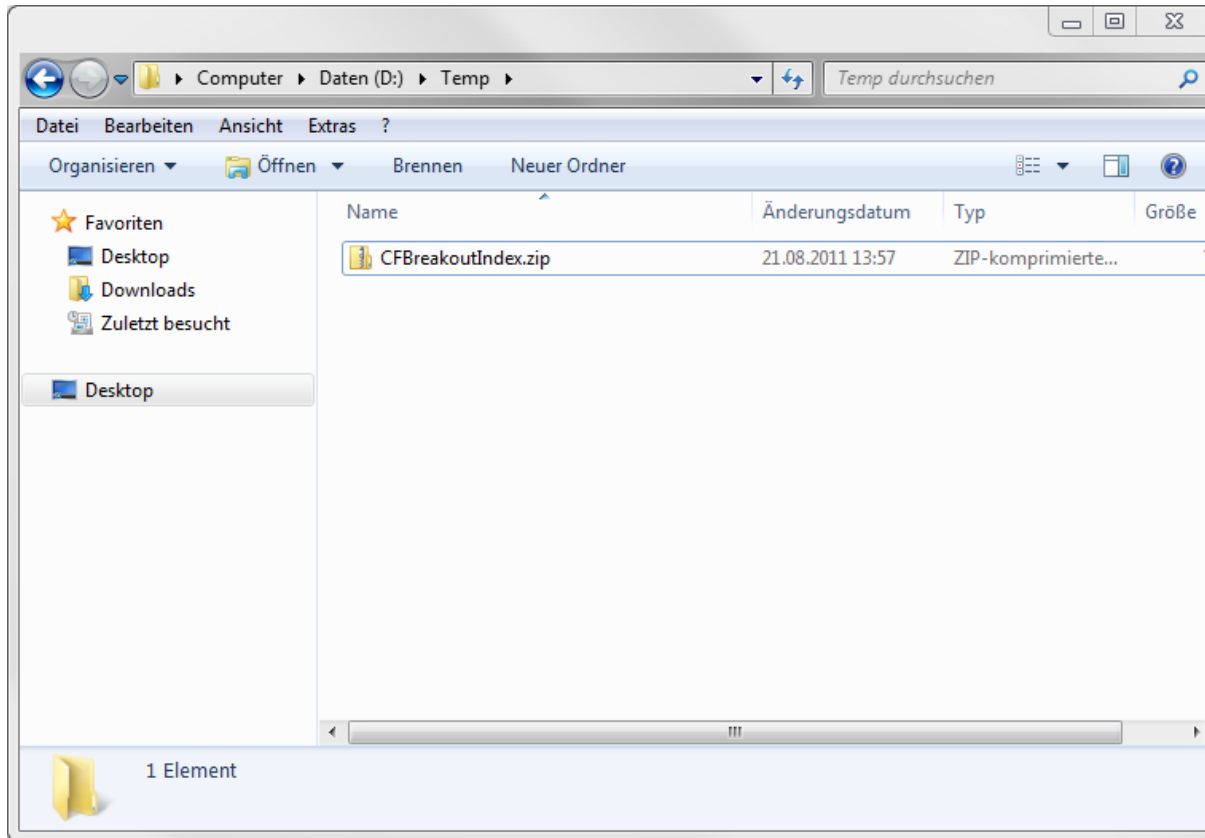 Computer Daten (D:) Temp Temp durchsuchen
Datei Bearbeiten Ansicht Extras ?
Organisieren Öffnen Brennen Neuer Ordner
Name Änderungsdatum Typ Größe
CFBreakoutIndex.zip 21.08.2011 13:57 ZIP-komprimierte...
Favoriten
Desktop
Downloads
Zuletzt besucht
Desktop
1 Element